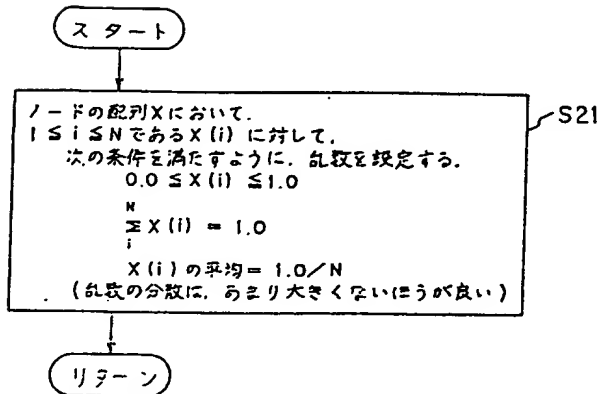 スタート
ノードの配列Xにおいて、
1≦i≦NであるX(i)に対して、
次の条件を満たすように、乱数を設定する。
0.0≦X(i)≦1.0
N
ΣX(i)=1.0
i
X(i)の平均=1.0/N
(乱数の分散は、あまり大きくないほうが良い)
S21
リターン